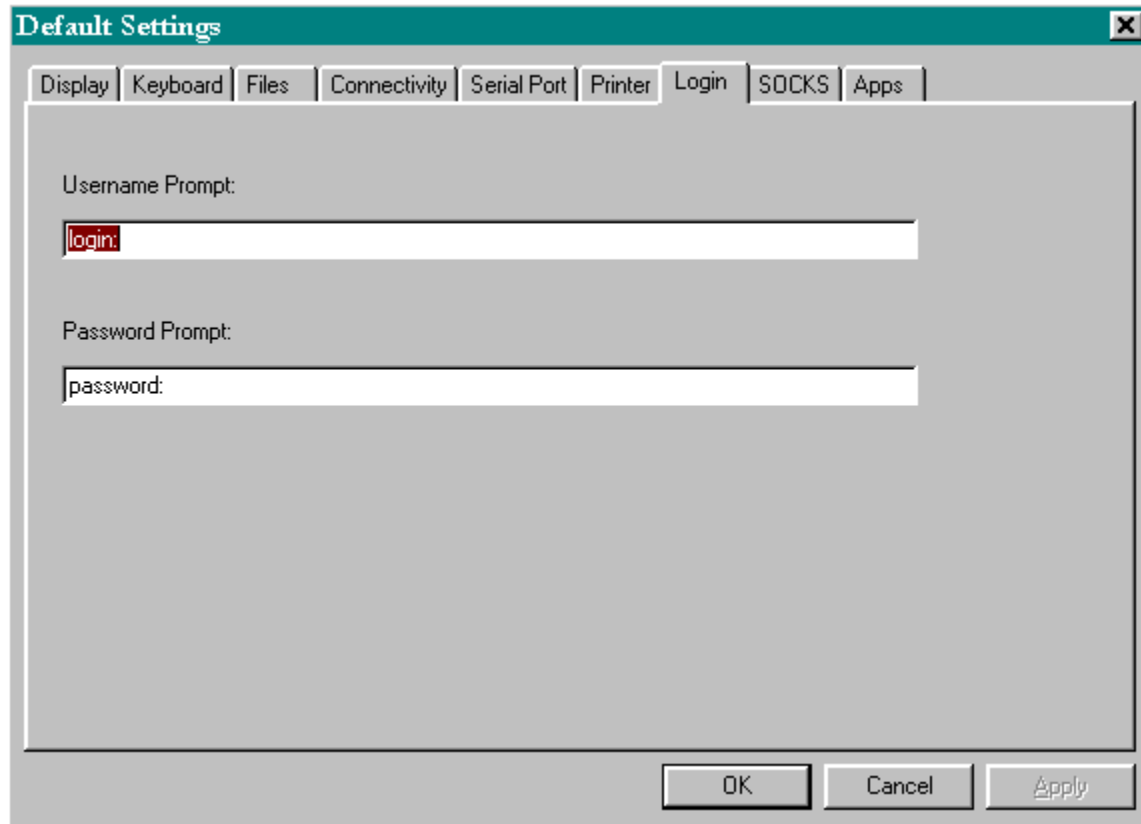 Default Settings
Display Keyboard Files Connectivity Serial Port Printer Login SOCKS Apps
Username Prompt:
login:
Password Prompt:
password:
OK Cancel Apply